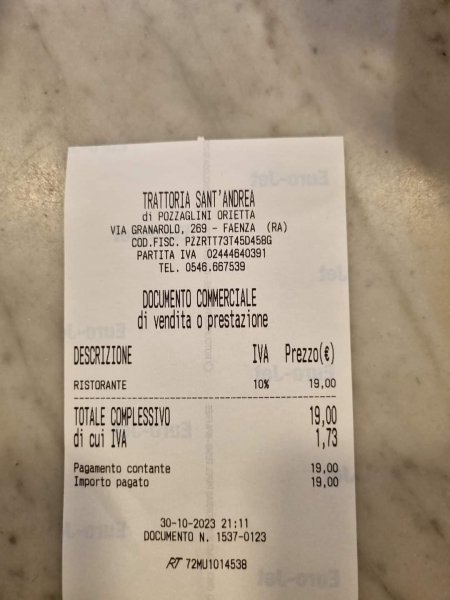 TRATTORIA SANT'ANDREA
di POZZAGLINI ORIETTA
VIA GRANAROLO, 269 - FAENZA (RA)
COD.FISC. PZZRTT73T45D458G
PARTITA IVA 02444640391
TEL. 0546.667539
DOCUMENTO COMMERCIALE
di vendita o prestazione
DESCRIZIONE IVA Prezzo(€)
RISTORANTE 10% 19,00
TOTALE COMPLESSIVO 19,00
di cui IVA 1,73
Pagamento contante 19,00
Importo pagato 19,00
30-10-2023 21:11
DOCUMENTO N. 1537-0123
RT 72MU1014538